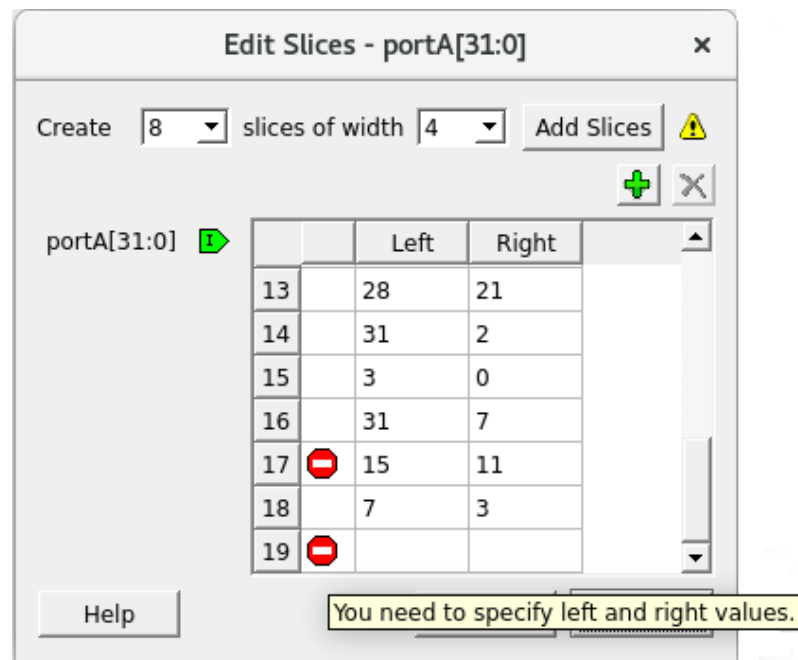 Edit Slices - portA[31:0] ×
Create 8 slices of width 4 Add Slices
portA[31:0] I
Left Right
13 28 21
14 31 2
15 3 0
16 31 7
17 15 11
18 7 3
19
Help
You need to specify left and right values.